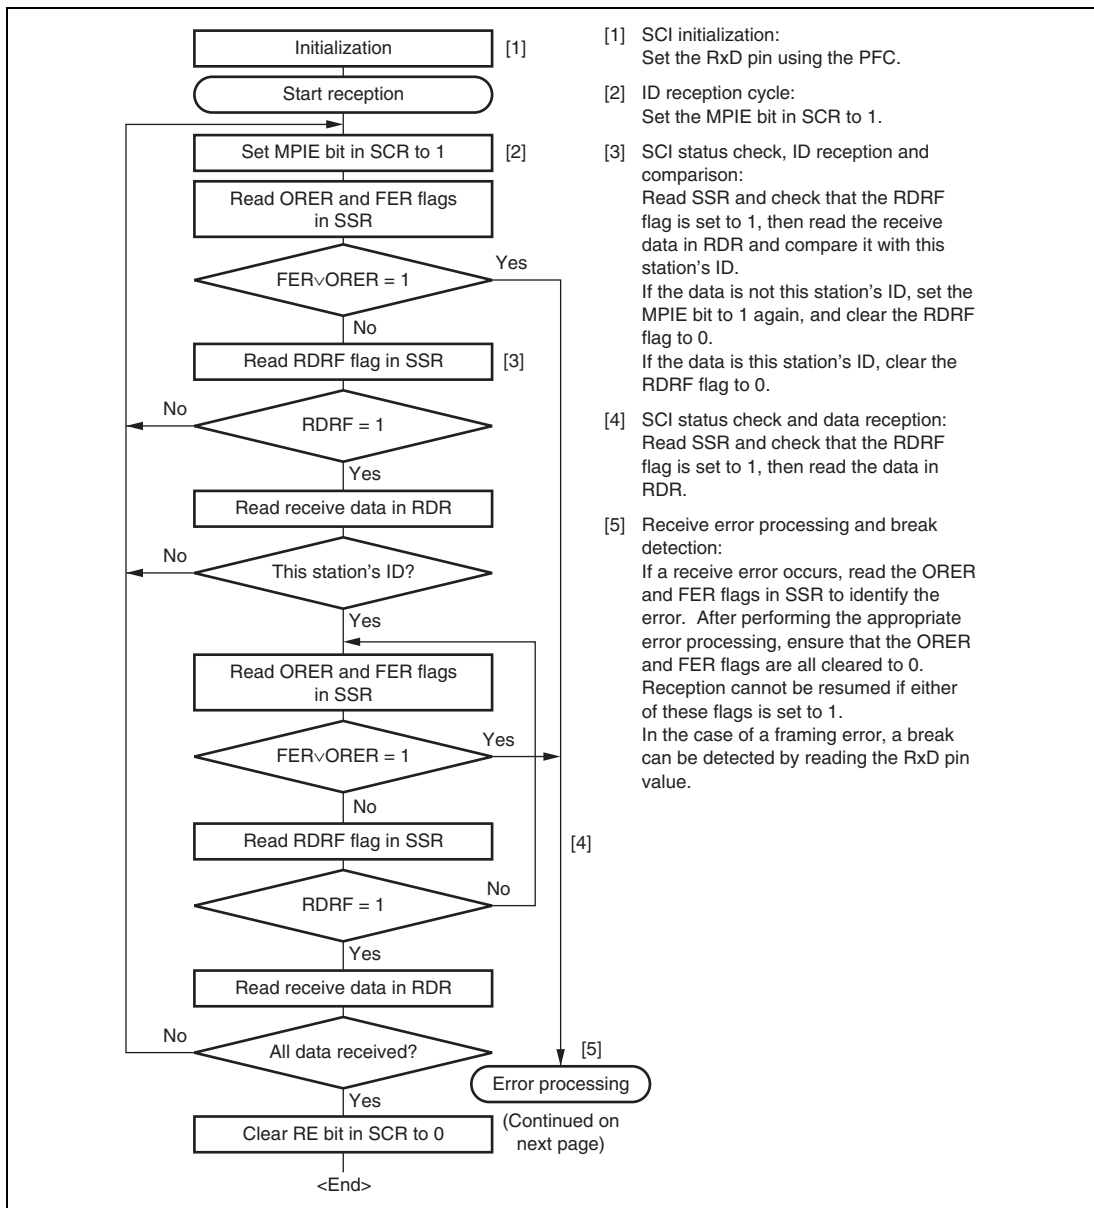 Initialization
[1]
Start reception
Set MPIE bit in SCR to 1
[2]
Read ORER and FER flags
in SSR
FER∨ORER = 1
Yes
No
Read RDRF flag in SSR
[3]
No
RDRF = 1
Yes
Read receive data in RDR
No
This station's ID?
Yes
Read ORER and FER flags
in SSR
FER∨ORER = 1
Yes
No
Read RDRF flag in SSR
[4]
No
RDRF = 1
Yes
Read receive data in RDR
No
All data received?
[5]
Error processing
Yes
(Continued on
next page)
Clear RE bit in SCR to 0
<End>
[1] SCI initialization:
Set the RxD pin using the PFC.
[2] ID reception cycle:
Set the MPIE bit in SCR to 1.
[3] SCI status check, ID reception and
comparison:
Read SSR and check that the RDRF
flag is set to 1, then read the receive
data in RDR and compare it with this
station's ID.
If the data is not this station's ID, set the
MPIE bit to 1 again, and clear the RDRF
flag to 0.
If the data is this station's ID, clear the
RDRF flag to 0.
[4] SCI status check and data reception:
Read SSR and check that the RDRF
flag is set to 1, then read the data in
RDR.
[5] Receive error processing and break
detection:
If a receive error occurs, read the ORER
and FER flags in SSR to identify the
error. After performing the appropriate
error processing, ensure that the ORER
and FER flags are all cleared to 0.
Reception cannot be resumed if either
of these flags is set to 1.
In the case of a framing error, a break
can be detected by reading the RxD pin
value.